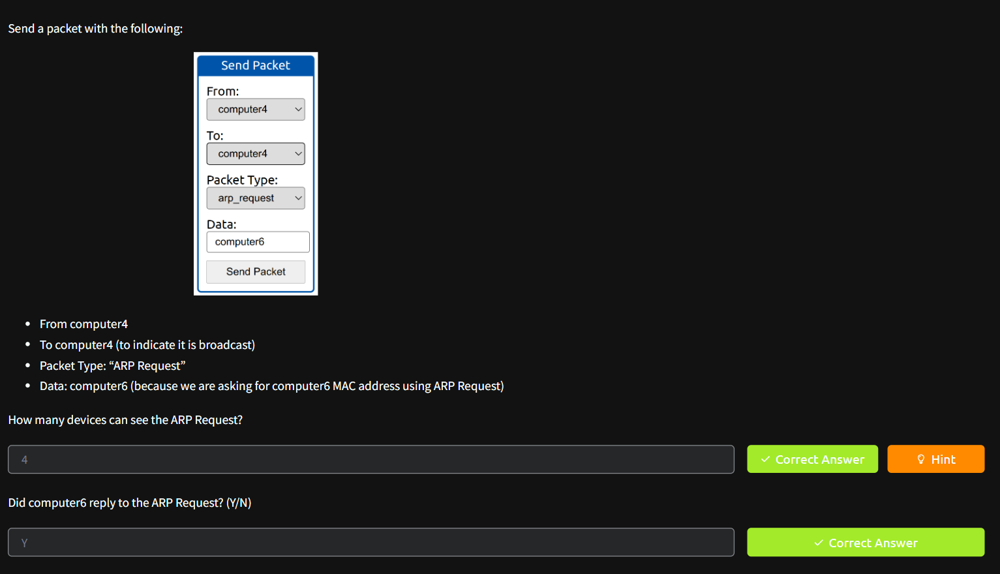 Send a packet with the following:
Send Packet
From:
computer4
To:
computer4
Packet Type:
arp_request
Data:
computer6
Send Packet
• From computer4
• To computer4 (to indicate it is broadcast)
• Packet Type: “ARP Request”
• Data: computer6 (because we are asking for computer6 MAC address using ARP Request)
How many devices can see the ARP Request?
4
Correct Answer
Hint
Did computer6 reply to the ARP Request? (Y/N)
Y
Correct Answer